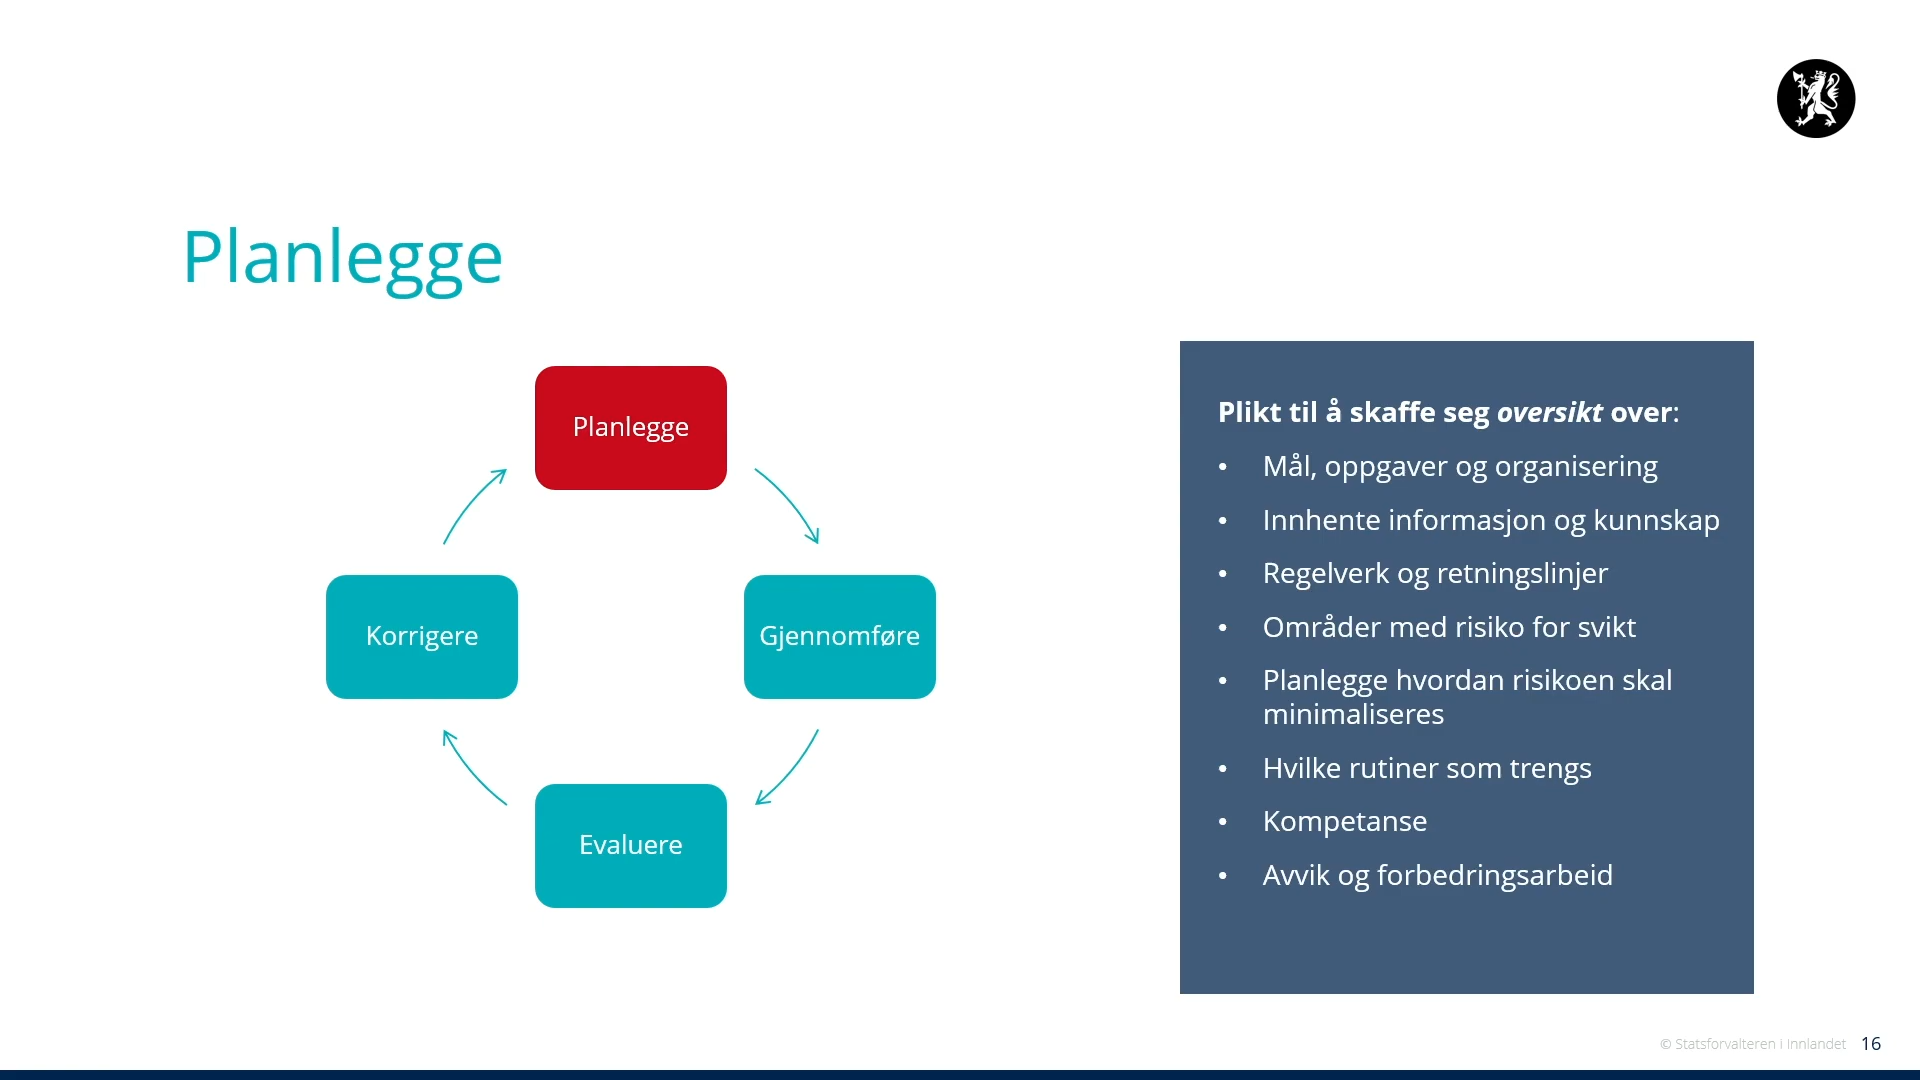 Planlegge
Planlegge
Korrigere
Gjennomføre
Evaluere
Plikt til å skaffe seg oversikt over:
• Mål, oppgaver og organisering
• Innhente informasjon og kunnskap
• Regelverk og retningslinjer
• Områder med risiko for svikt
• Planlegge hvordan risikoen skal
minimaliseres
• Hvilke rutiner som trengs
• Kompetanse
• Avvik og forbedringsarbeid
© Statsforvalteren i Innlandet 16